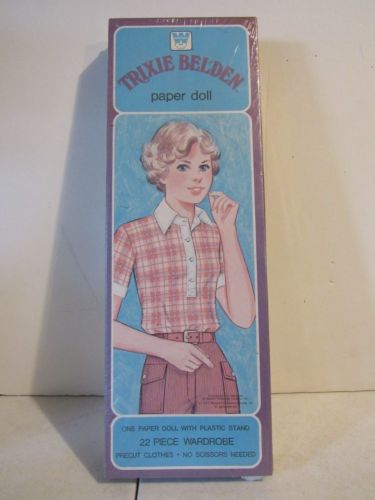 TRIXIE BELDEN
paper doll
ONE PAPER DOLL WITH PLASTIC STAND
22 PIECE WARDROBE
PRECUT CLOTHES • NO SCISSORS NEEDED